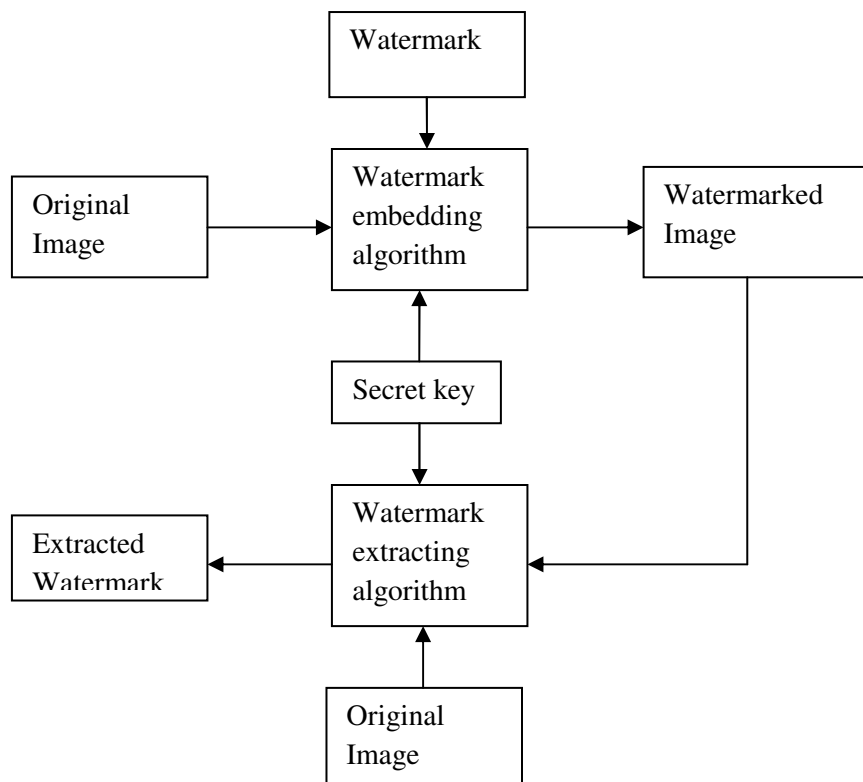 Watermark
Original
Image
Watermark
embedding
algorithm
Watermarked
Image
Secret key
Extracted
Watermark
Watermark
extracting
algorithm
Original
Image